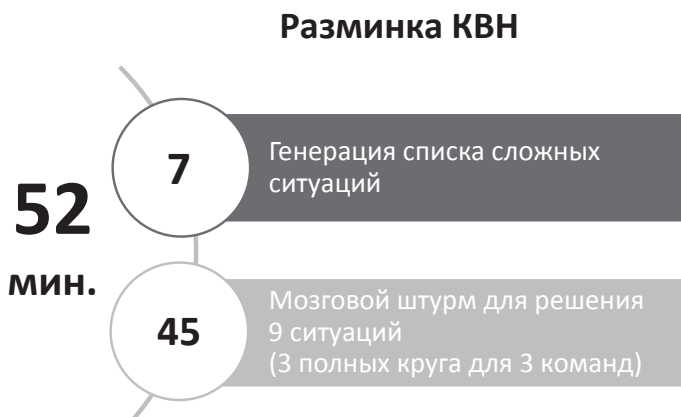 Разминка КВН
52
мин.
7
Генерация списка сложных
ситуаций
45
Мозговой штурм для решения
9 ситуаций
(3 полных круга для 3 команд)